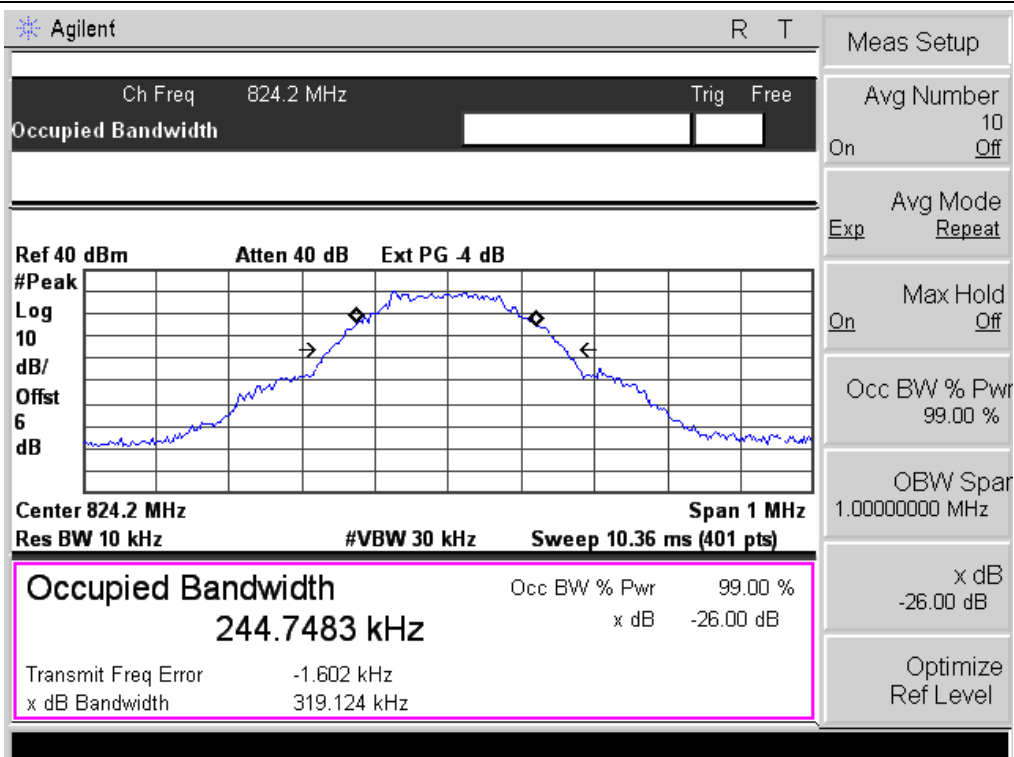 Agilent R T
Ch Freq 824.2 MHz Trig Free
Occupied Bandwidth
Ref 40 dBm Atten 40 dB Ext PG -4 dB
#Peak
Log
10
dB/
Offst
6
dB
Center 824.2 MHz Span 1 MHz
Res BW 10 kHz #VBW 30 kHz Sweep 10.36 ms (401 pts)
Occupied Bandwidth
244.7483 kHz
Occ BW % Pwr 99.00 %
x dB -26.00 dB
Transmit Freq Error -1.602 kHz
x dB Bandwidth 319.124 kHz
Meas Setup
Avg Number
10
On Off
Avg Mode
Exp Repeat
Max Hold
On Off
Occ BW % Pwr
99.00 %
OBW Span
1.00000000 MHz
x dB
-26.00 dB
Optimize
Ref Level